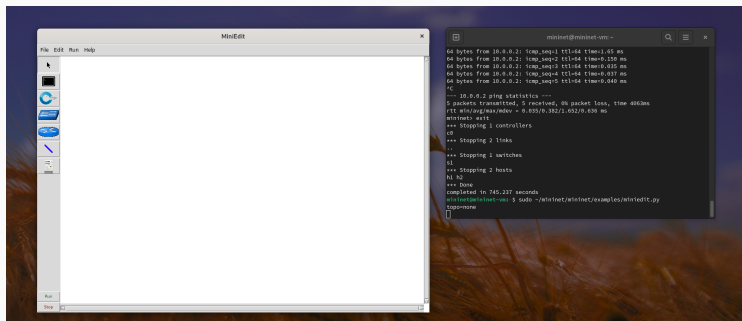 MiniEdit
×
File Edit Run Help
Run
Stop
mininet@mininet-vm: ~
×
64 bytes from 10.0.0.2: icmp_seq=1 ttl=64 time=1.65 ms
64 bytes from 10.0.0.2: icmp_seq=2 ttl=64 time=0.150 ms
64 bytes from 10.0.0.2: icmp_seq=3 ttl=64 time=0.035 ms
64 bytes from 10.0.0.2: icmp_seq=4 ttl=64 time=0.037 ms
64 bytes from 10.0.0.2: icmp_seq=5 ttl=64 time=0.040 ms
^C
--- 10.0.0.2 ping statistics ---
5 packets transmitted, 5 received, 0% packet loss, time 4063ms
rtt min/avg/max/mdev = 0.035/0.382/1.652/0.636 ms
mininet> exit
*** Stopping 1 controllers
c0
*** Stopping 2 links
..
*** Stopping 1 switches
s1
*** Stopping 2 hosts
h1 h2
*** Done
completed in 745.237 seconds
mininet@mininet-vm:~$ sudo ~/mininet/mininet/examples/miniedit.py
topo=none